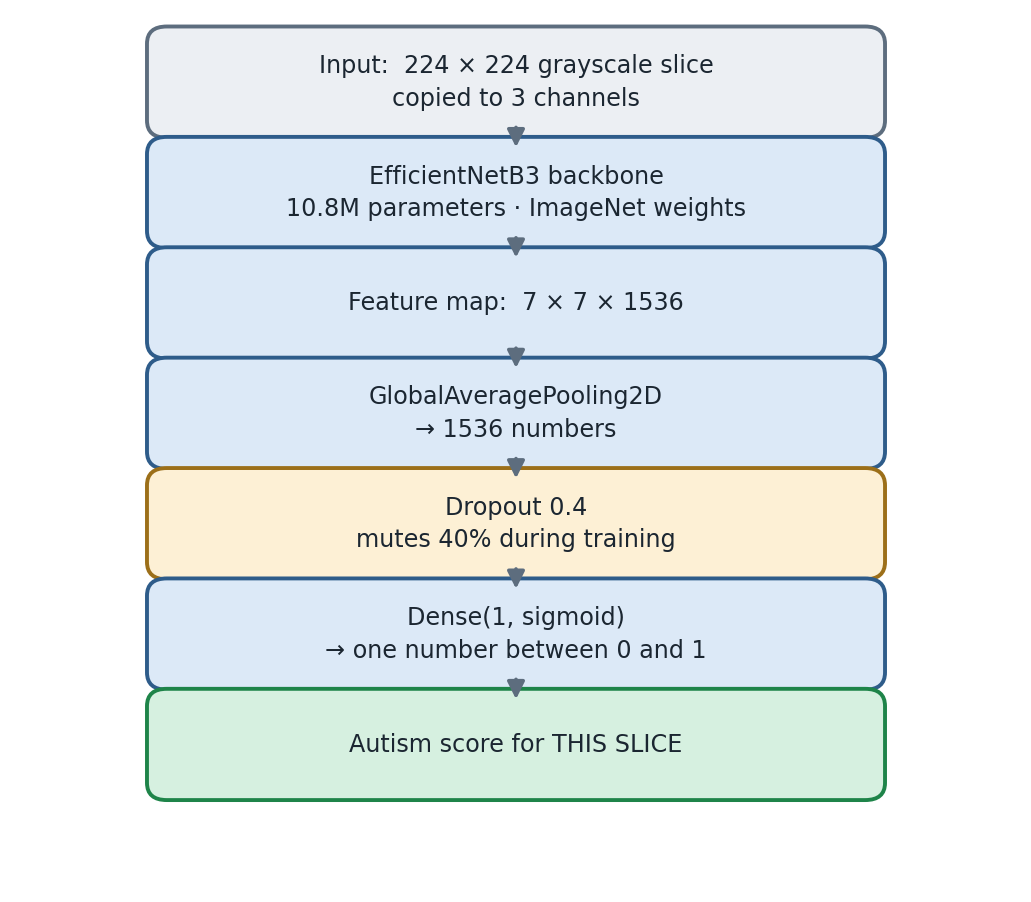 Input:  224 × 224 grayscale slice
copied to 3 channels
EfficientNetB3 backbone
10.8M parameters · ImageNet weights
Feature map:  7 × 7 × 1536
GlobalAveragePooling2D
→ 1536 numbers
Dropout 0.4
mutes 40% during training
Dense(1, sigmoid)
→ one number between 0 and 1
Autism score for THIS SLICE